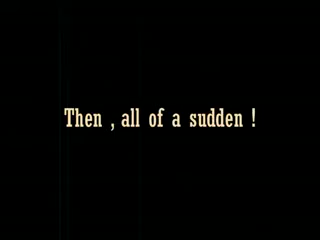 Then , all of a sudden !